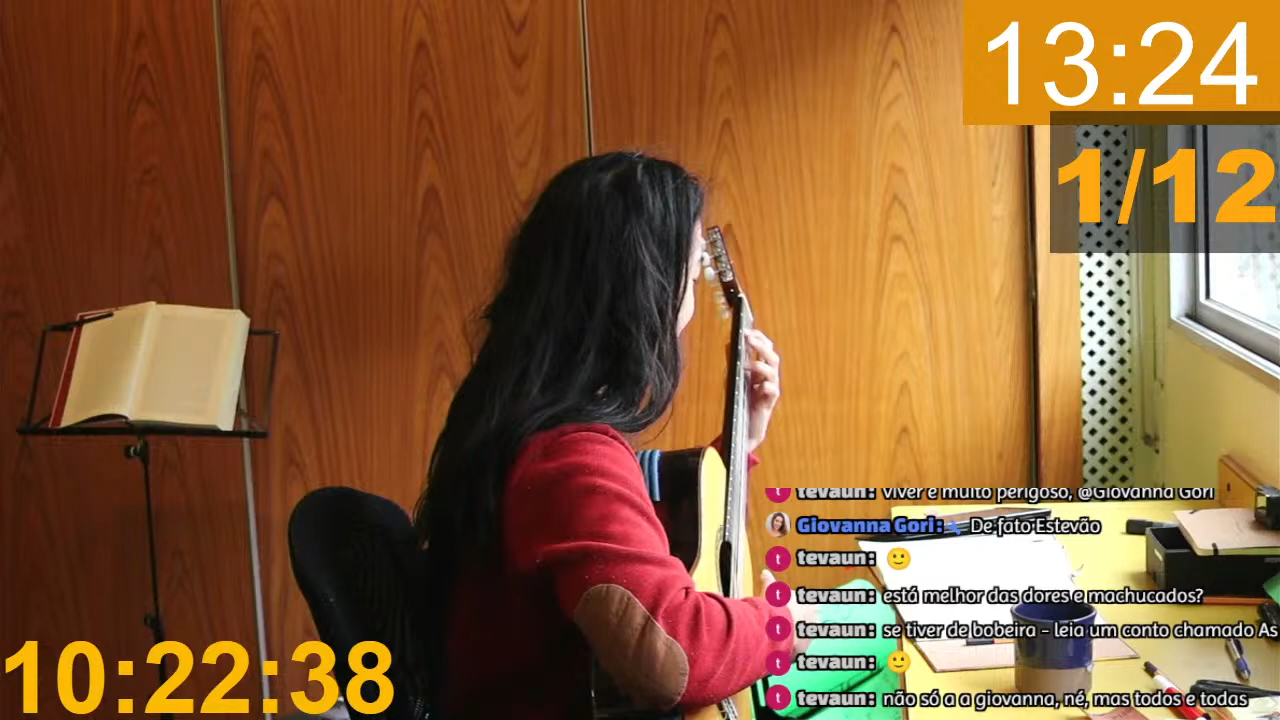 13:24
1/12
tevaun: viver é muito perigoso, @Giovanna Gori
Giovanna Gori: De fato Estevão
t tevaun: 🙂
t tevaun: está melhor das dores e machucados?
t tevaun: se tiver de bobeira - leia um conto chamado As
t tevaun: 🙂
t tevaun: não só a a giovanna, né, mas todos e todas
10:22:38